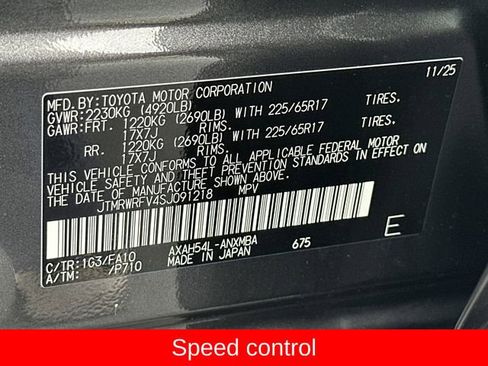 MFD.BY:TOYOTA MOTOR CORPORATION 11/25
GVWR:2230KG (4920LB)
GAWR:FRT. 1220KG (2690LB) WITH 225/65R17 TIRES.
17X7J RIMS.
RR. 1220KG (2690LB) WITH 225/65R17 TIRES.
17X7J RIMS.
THIS VEHICLE CONFORMS TO ALL APPLICABLE FEDERAL MOTOR
VEHICLE SAFETY AND THEFT PREVENTION STANDARDS IN EFFECT ON
THE DATE OF MANUFACTURE SHOWN ABOVE.
JTMRWRFV4SJ091218 MPV
C/TR:1G3/FA10 AXAH54L-ANXMBA 675 E
A/TM: /P710 MADE IN JAPAN
Speed control